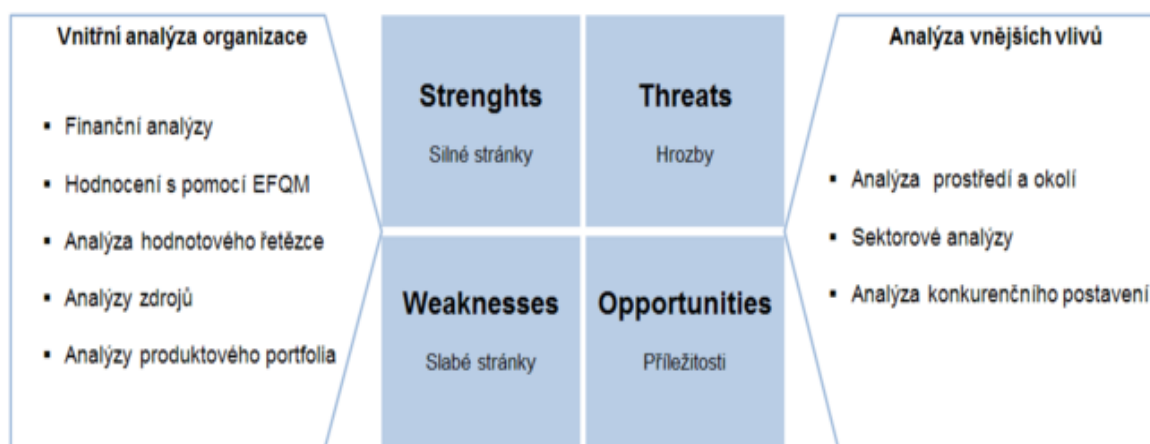 Vnitřní analýza organizace
▪ Finanční analýzy
▪ Hodnocení s pomocí EFQM
▪ Analýza hodnotového řetězce
▪ Analýzy zdrojů
▪ Analýzy produktového portfolia
Strenghts
Silné stránky
Threats
Hrozby
Weaknesses
Slabé stránky
Opportunities
Příležitosti
Analýza vnějších vlivů
▪ Analýza prostředí a okolí
▪ Sektorové analýzy
▪ Analýza konkurenčního postavení